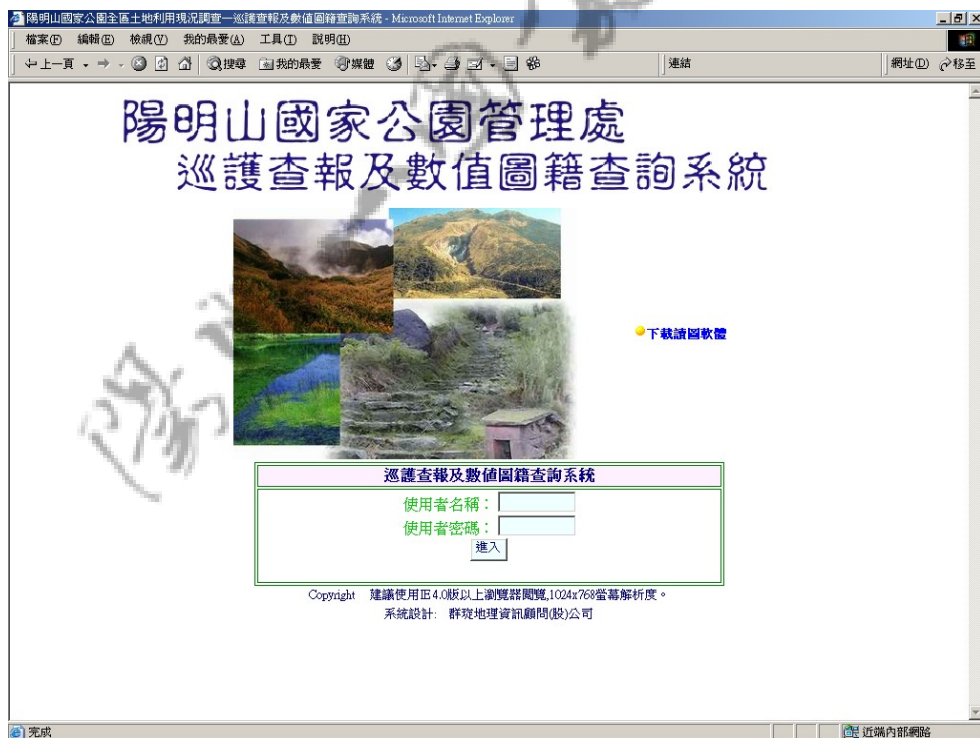 陽明山國家公園全區土地利用現況調查—巡護查報及數值圖籍查詢系統 - Microsoft Internet Explorer
檔案(F) 編輯(E) 檢視(V) 我的最愛(A) 工具(T) 說明(H)
上一頁 搜尋 我的最愛 媒體 連結 網址(D) 移至
陽明山國家公園管理處
巡護查報及數值圖籍查詢系統
下載讀圖軟體
巡護查報及數值圖籍查詢系統
使用者名稱：
使用者密碼：
進入
Copyright 建議使用IE4.0版以上瀏覽器閱覽,1024x768螢幕解析度。
系統設計: 群琁地理資訊顧問(股)公司
完成 近端內部網路